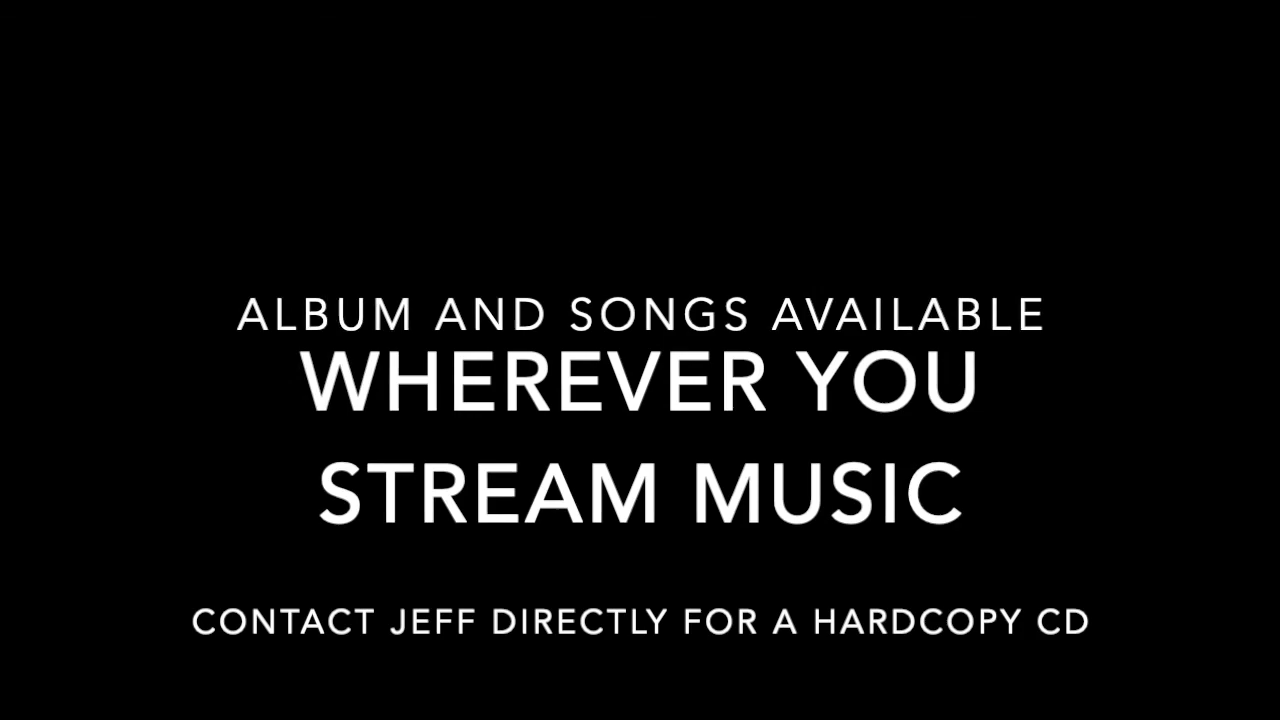 ALBUM AND SONGS AVAILABLE
WHEREVER YOU
STREAM MUSIC
CONTACT JEFF DIRECTLY FOR A HARDCOPY CD